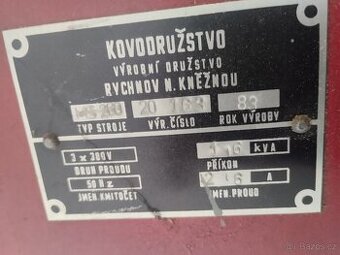 KOVODRUŽSTVO
VÝROBNÍ DRUŽSTVO
RYCHNOV N. KNĚŽNOU
20 163 83
TYP STROJE VÝR. ČÍSLO ROK VÝROBY
3 x 380V kVA
DRUH PROUDU PŘÍKON
50 Hz A
JMEN. KMITOČET JMEN. PROUD